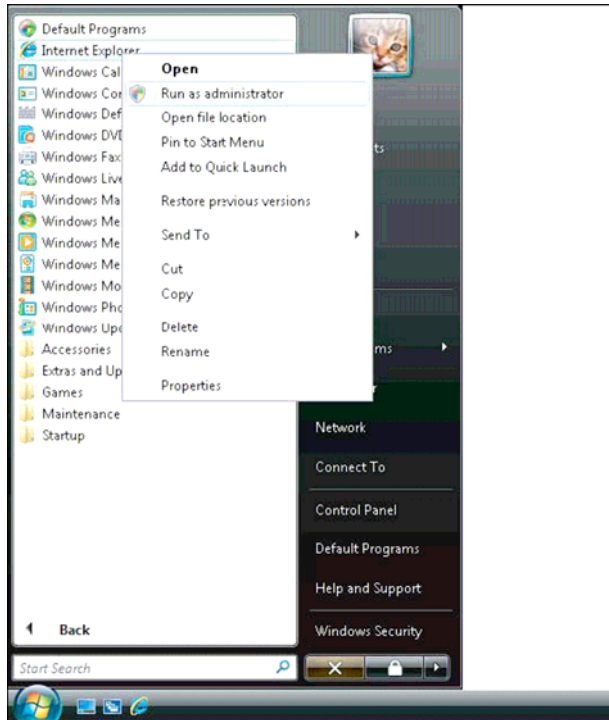 Default Programs
Internet Explorer
Windows Cal
Windows Con
Windows Def
Windows DVD
Windows Fax
Windows Live
Windows Ma
Windows Me
Windows Me
Windows Me
Windows Mo
Windows Pho
Windows Upd
Accessories
Extras and Up
Games
Maintenance
Startup
Back
Start Search
Open
Run as administrator
Open file location
Pin to Start Menu
Add to Quick Launch
Restore previous versions
Send To
Cut
Copy
Delete
Rename
Properties
ts
ms
r
Network
Connect To
Control Panel
Default Programs
Help and Support
Windows Security